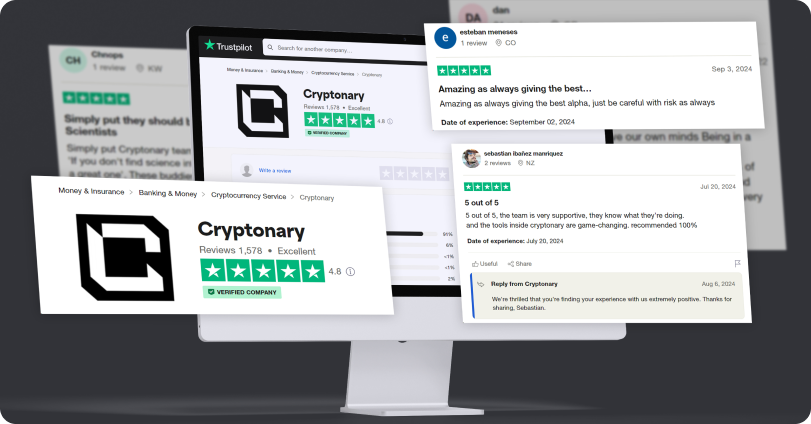 Chnops
1 review KW
Simply put they should b
Scientists
Simply put Cryptonary team
'If you don't find science in
a great one'. These buddie
Trustpilot
Search for another company...
Money & Insurance > Banking & Money > Cryptocurrency Service > Cryptonary
Cryptonary
Reviews 1,578 • Excellent
4.8
VERIFIED COMPANY
Write a review
91%
6%
<1%
<1%
2%
Money & Insurance > Banking & Money > Cryptocurrency Service > Cryptonary
Cryptonary
Reviews 1,578 • Excellent
4.8
VERIFIED COMPANY
DA dan
e
esteban meneses
1 review CO
Sep 3, 2024
Amazing as always giving the best...
Amazing as always giving the best alpha, just be careful with risk as always
Date of experience: September 02, 2024
ve our own minds Being in a
sebastian ibañez manriquez
2 reviews NZ
Jul 20, 2024
5 out of 5
5 out of 5, the team is very supportive, they know what they're doing.
and the tools inside cryptonary are game-changing. recommended 100%
Date of experience: July 20, 2024
Useful Share
Reply from Cryptonary
Aug 6, 2024
We're thrilled that you're finding your experience with us extremely positive. Thanks for
sharing, Sebastian.